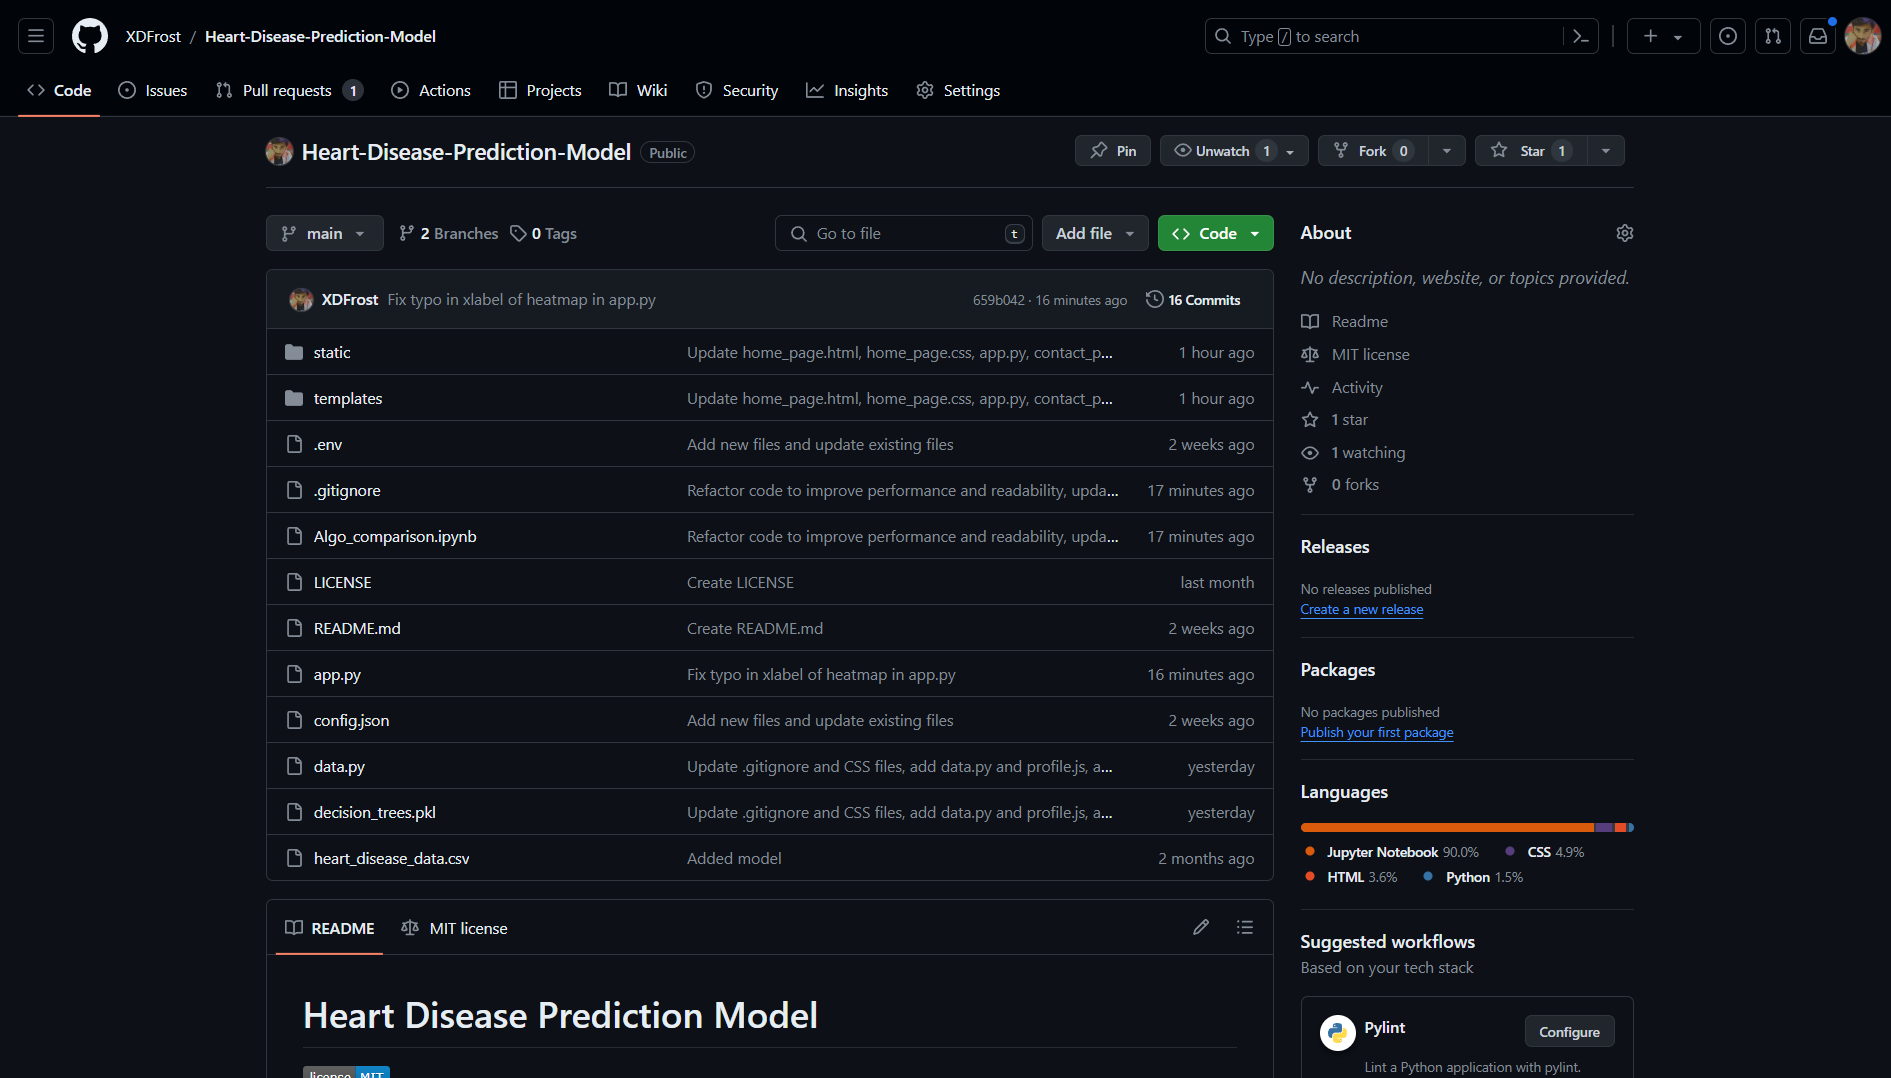 XDFrost / Heart-Disease-Prediction-Model
Type / to search
Code
Issues
Pull requests 1
Actions
Projects
Wiki
Security
Insights
Settings
Heart-Disease-Prediction-Model Public
Pin
Unwatch 1
Fork 0
Star 1
main
2 Branches
0 Tags
Go to file t
Add file
Code
XDFrost Fix typo in xlabel of heatmap in app.py 659b042 · 16 minutes ago 16 Commits
static Update home_page.html, home_page.css, app.py, contact_p... 1 hour ago
templates Update home_page.html, home_page.css, app.py, contact_p... 1 hour ago
.env Add new files and update existing files 2 weeks ago
.gitignore Refactor code to improve performance and readability, upda... 17 minutes ago
Algo_comparison.ipynb Refactor code to improve performance and readability, upda... 17 minutes ago
LICENSE Create LICENSE last month
README.md Create README.md 2 weeks ago
app.py Fix typo in xlabel of heatmap in app.py 16 minutes ago
config.json Add new files and update existing files 2 weeks ago
data.py Update .gitignore and CSS files, add data.py and profile.js, a... yesterday
decision_trees.pkl Update .gitignore and CSS files, add data.py and profile.js, a... yesterday
heart_disease_data.csv Added model 2 months ago
README
MIT license
Heart Disease Prediction Model
license MIT
About
No description, website, or topics provided.
Readme
MIT license
Activity
1 star
1 watching
0 forks
Releases
No releases published
Create a new release
Packages
No packages published
Publish your first package
Languages
Jupyter Notebook 90.0% CSS 4.9%
HTML 3.6% Python 1.5%
Suggested workflows
Based on your tech stack
Pylint
Configure
Lint a Python application with pylint.